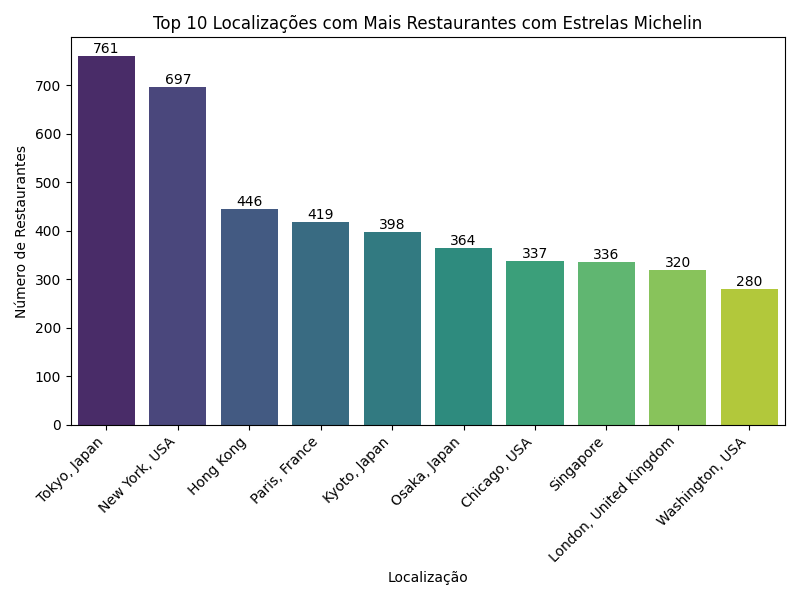 Top 10 Localizações com Mais Restaurantes com Estrelas Michelin
Número de Restaurantes
700
600
500
400
300
200
100
0
761
697
446
419
398
364
337
336
320
280
Tokyo, Japan
New York, USA
Hong Kong
Paris, France
Kyoto, Japan
Osaka, Japan
Chicago, USA
Singapore
London, United Kingdom
Washington, USA
Localização